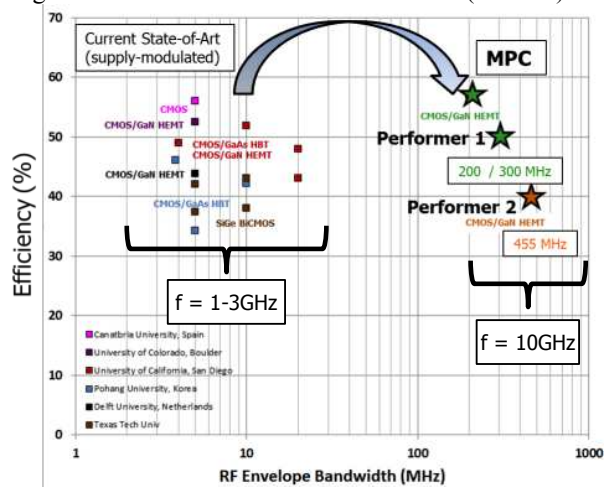 Current State-of-Art
(supply-modulated)
MPC
CMOS
CMOS/GaN HEMT
CMOS/GaN HEMT
CMOS/GaAs HBT
CMOS/GaN HEMT
Performer 1
CMOS/GaN HEMT
200 / 300 MHz
CMOS/GaAs HBT
SiGe BiCMOS
Performer 2
CMOS/GaN HEMT
455 MHz
f = 1-3GHz
f = 10GHz
Canatbria University, Spain
University of Colorado, Boulder
University of California, San Diego
Pohang University, Korea
Delft University, Netherlands
Texas Tech Univ
Efficiency (%)
70
60
50
40
30
20
10
0
1
10
100
1000
RF Envelope Bandwidth (MHz)